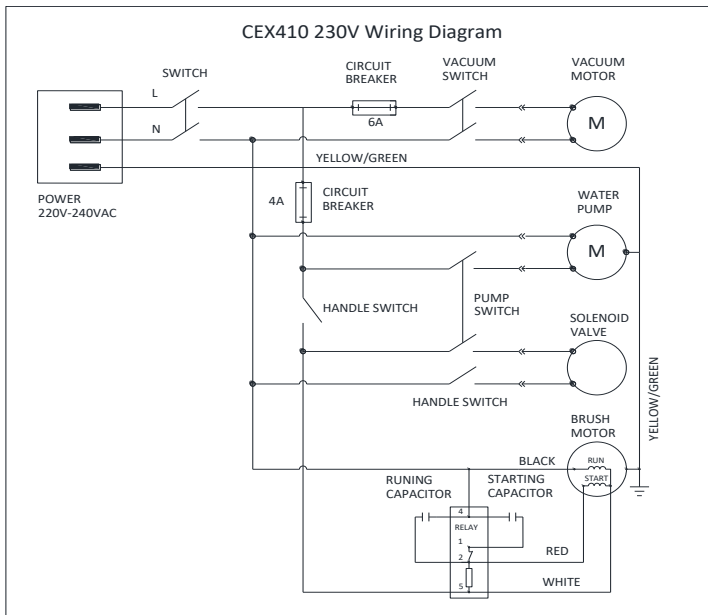 CEX410 230V Wiring Diagram
SWITCH
CIRCUIT
BREAKER
VACUUM
SWITCH
VACUUM
MOTOR
L
6A
M
N
YELLOW/GREEN
POWER
220V-240VAC
4A
CIRCUIT
BREAKER
WATER
PUMP
M
HANDLE SWITCH
PUMP
SWITCH
SOLENOID
VALVE
HANDLE SWITCH
YELLOW/GREEN
BRUSH
MOTOR
BLACK
RUN
START
RUNING
CAPACITOR
STARTING
CAPACITOR
4
RELAY
1
2
RED
5
WHITE